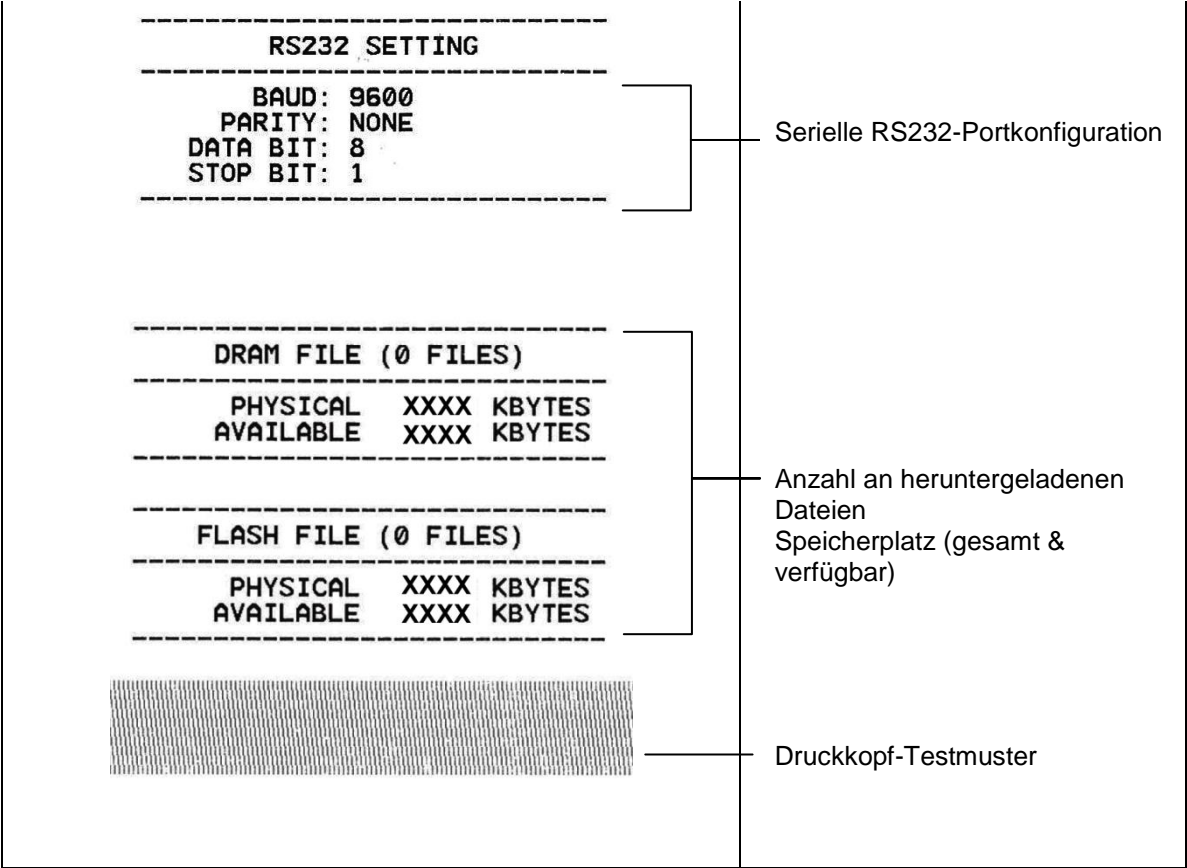 RS232 SETTING
BAUD: 9600
PARITY: NONE
DATA BIT: 8
STOP BIT: 1
Serielle RS232-Portkonfiguration
DRAM FILE (0 FILES)
PHYSICAL XXXX KBYTES
AVAILABLE XXXX KBYTES
FLASH FILE (0 FILES)
PHYSICAL XXXX KBYTES
AVAILABLE XXXX KBYTES
Anzahl an heruntergeladenen
Dateien
Speicherplatz (gesamt &
verfügbar)
Druckkopf-Testmuster